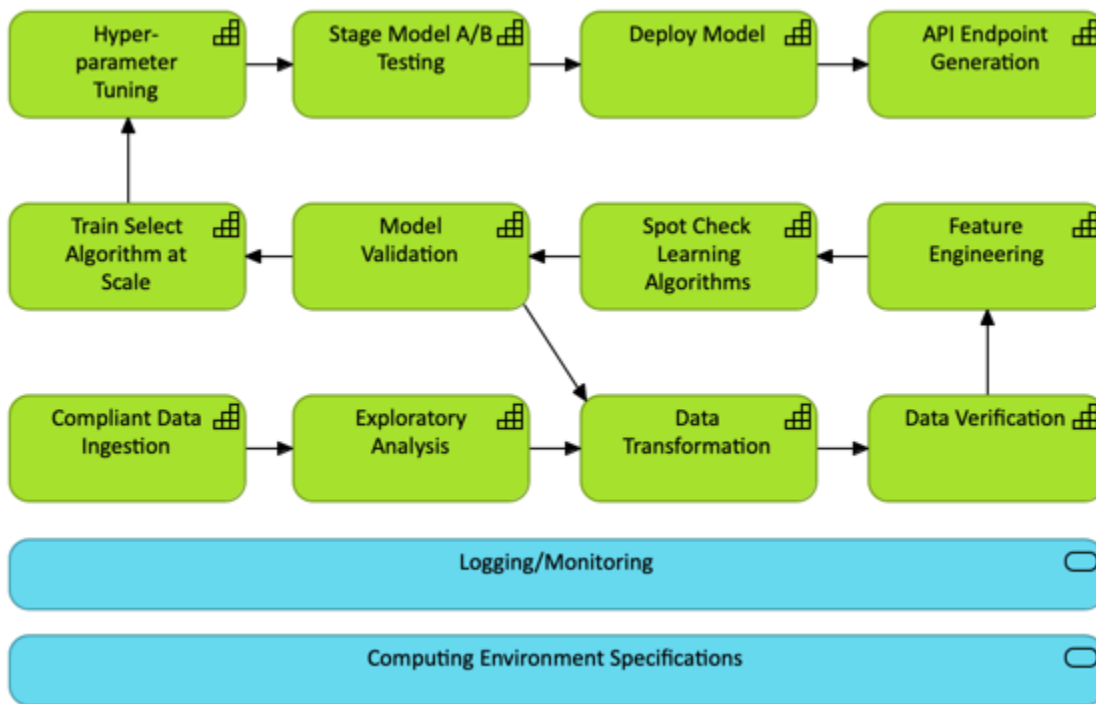 Hyper-
parameter
Tuning
Stage Model A/B
Testing
Deploy Model
API Endpoint
Generation
Train Select
Algorithm at
Scale
Model
Validation
Spot Check
Learning
Algorithms
Feature
Engineering
Compliant Data
Ingestion
Exploratory
Analysis
Data
Transformation
Data Verification
Logging/Monitoring
Computing Environment Specifications